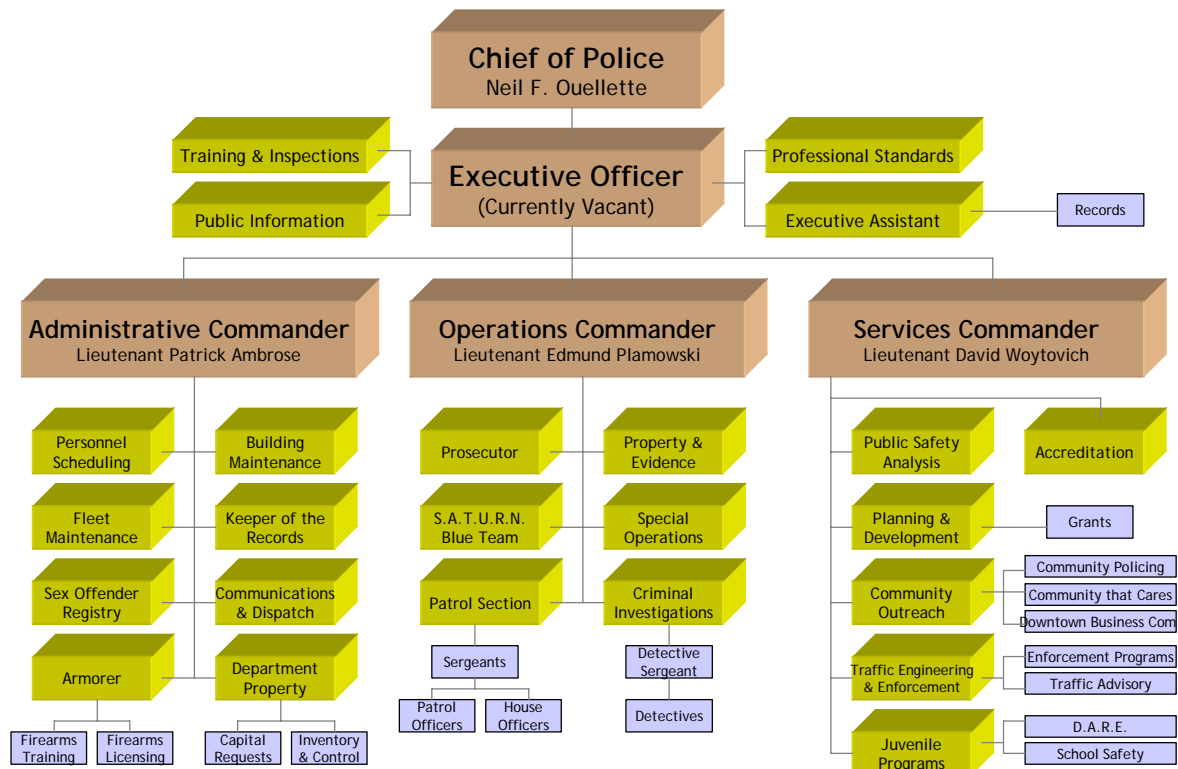 Chief of Police
Neil F. Ouellette
Training & Inspections
Executive Officer
(Currently Vacant)
Professional Standards
Public Information
Executive Assistant
Records
Administrative Commander
Lieutenant Patrick Ambrose
Operations Commander
Lieutenant Edmund Plamowski
Services Commander
Lieutenant David Woytovich
Personnel
Scheduling
Building
Maintenance
Fleet
Maintenance
Keeper of the
Records
Sex Offender
Registry
Communications
& Dispatch
Armorer
Department
Property
Firearms
Training
Firearms
Licensing
Capital
Requests
Inventory
& Control
Prosecutor
Property &
Evidence
S.A.T.U.R.N.
Blue Team
Special
Operations
Patrol Section
Criminal
Investigations
Sergeants
Detective
Sergeant
Patrol
Officers
House
Officers
Detectives
Public Safety
Analysis
Accreditation
Planning &
Development
Grants
Community
Outreach
Community Policing
Community that Cares
Downtown Business Com
Traffic Engineering
& Enforcement
Enforcement Programs
Traffic Advisory
Juvenile
Programs
D.A.R.E.
School Safety